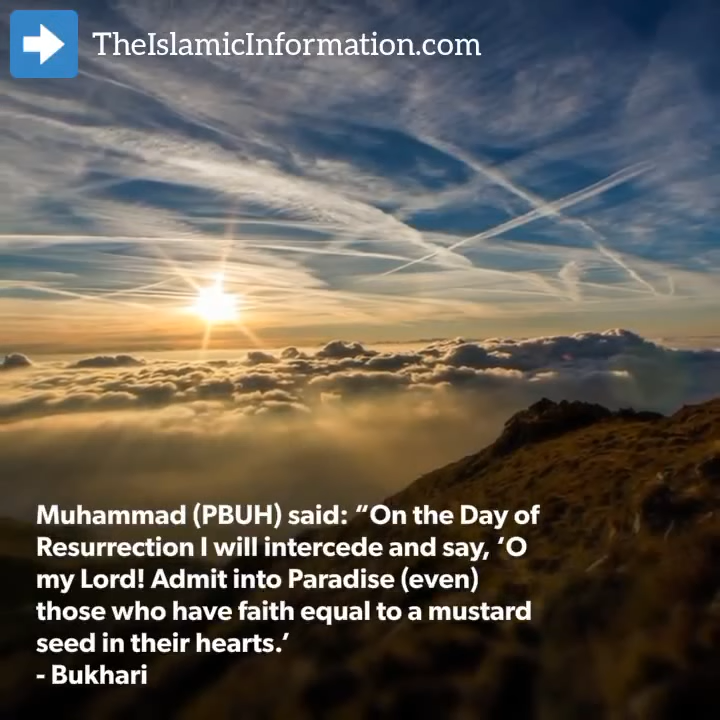 TheIslamicInformation.com
Muhammad (PBUH) said: “On the Day of
Resurrection I will intercede and say, ‘O
my Lord! Admit into Paradise (even)
those who have faith equal to a mustard
seed in their hearts.’
- Bukhari